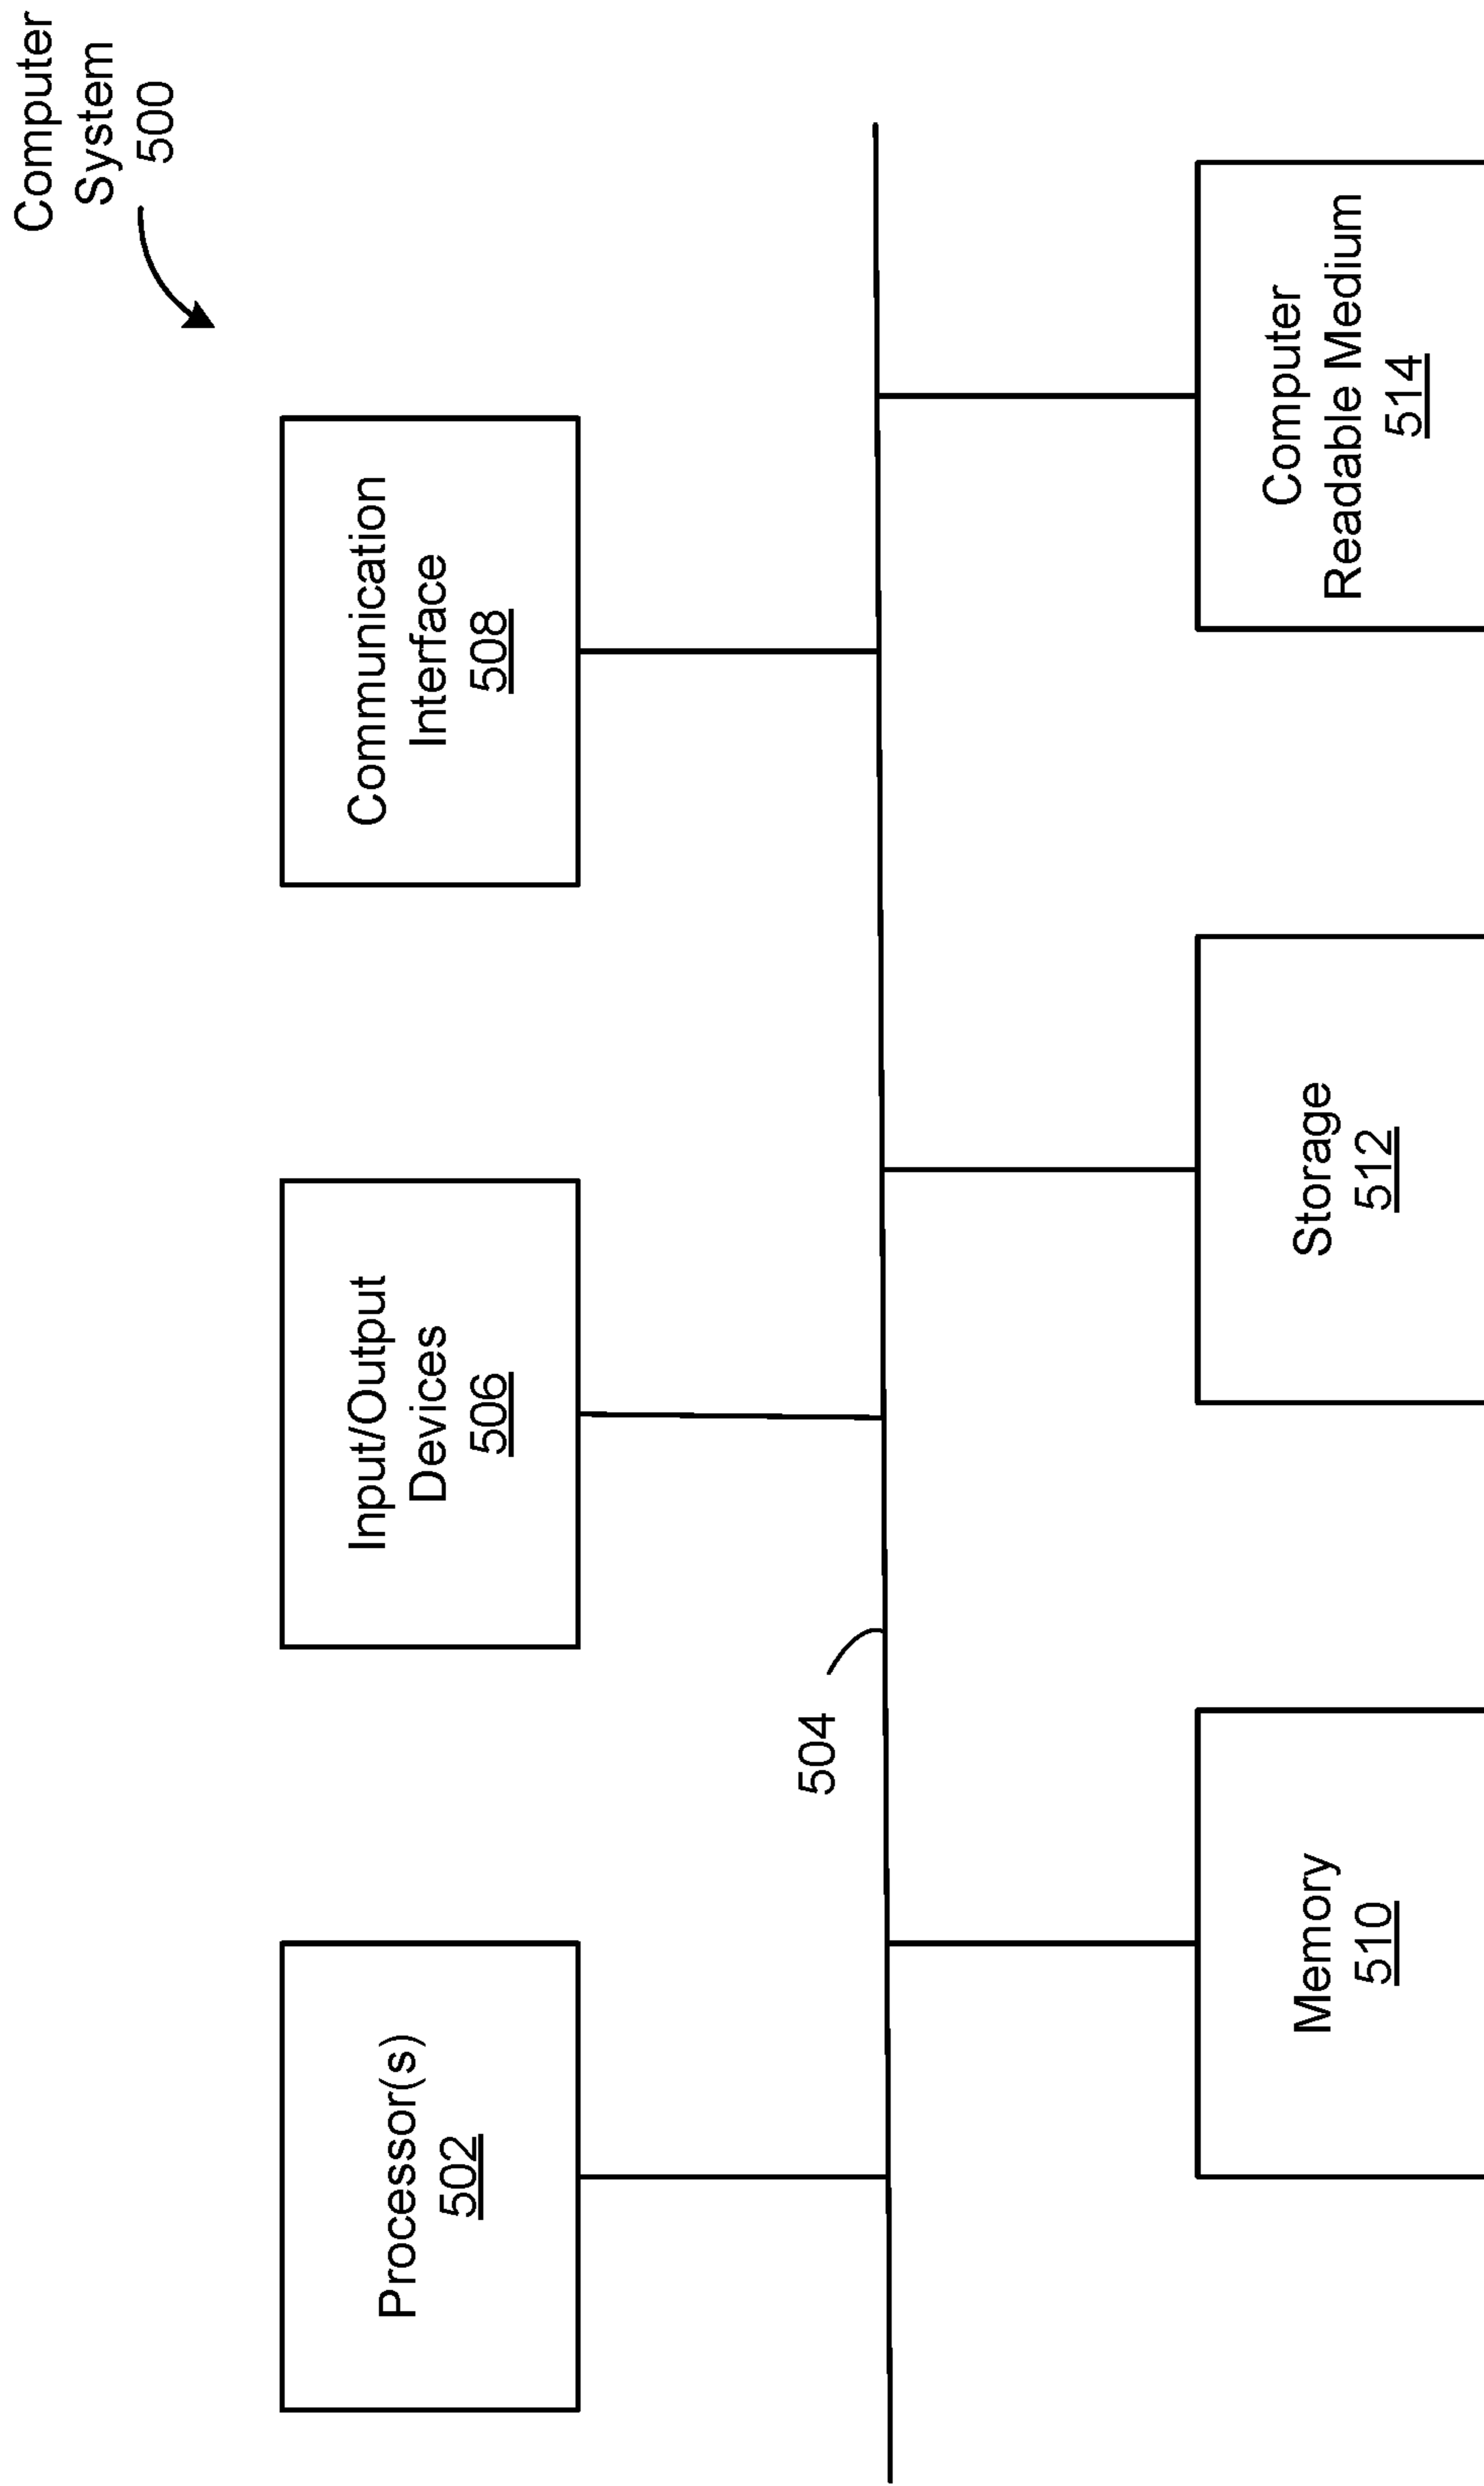 Computer
System
500
Processor(s)
502
Input/Output
Devices
506
Communication
Interface
508
504
Memory
510
Storage
512
Computer
Readable Medium
514